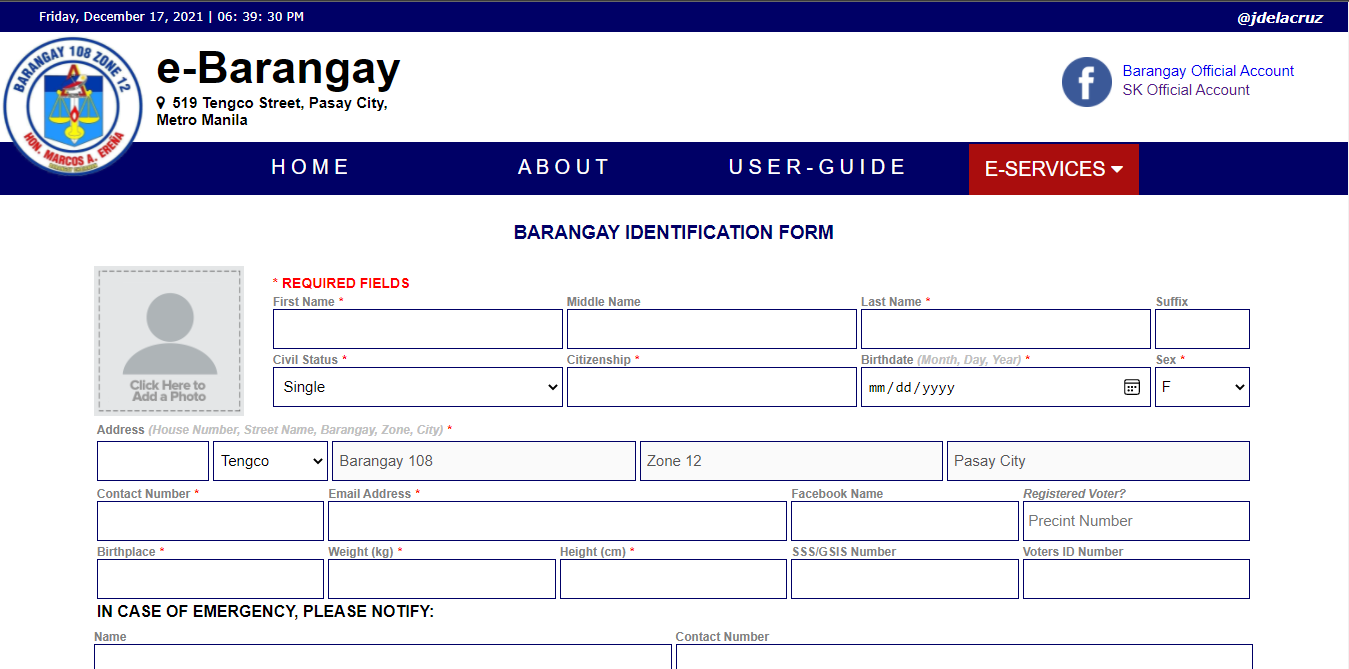 Friday, December 17, 2021 | 06: 39: 30 PM
@jdelacruz
BARANGAY 108 ZONE 12
HON. MARCOS A. EREÑA
e-Barangay
519 Tengco Street, Pasay City,
Metro Manila
Barangay Official Account
SK Official Account
HOME ABOUT USER-GUIDE E-SERVICES
BARANGAY IDENTIFICATION FORM
Click Here to
Add a Photo
* REQUIRED FIELDS
First Name * Middle Name Last Name * Suffix
Civil Status * Citizenship * Birthdate (Month, Day, Year) * Sex *
Single mm/dd/yyyy F
Address (House Number, Street Name, Barangay, Zone, City) *
Tengco Barangay 108 Zone 12 Pasay City
Contact Number * Email Address * Facebook Name Registered Voter?
Precint Number
Birthplace * Weight (kg) * Height (cm) * SSS/GSIS Number Voters ID Number
IN CASE OF EMERGENCY, PLEASE NOTIFY:
Name Contact Number